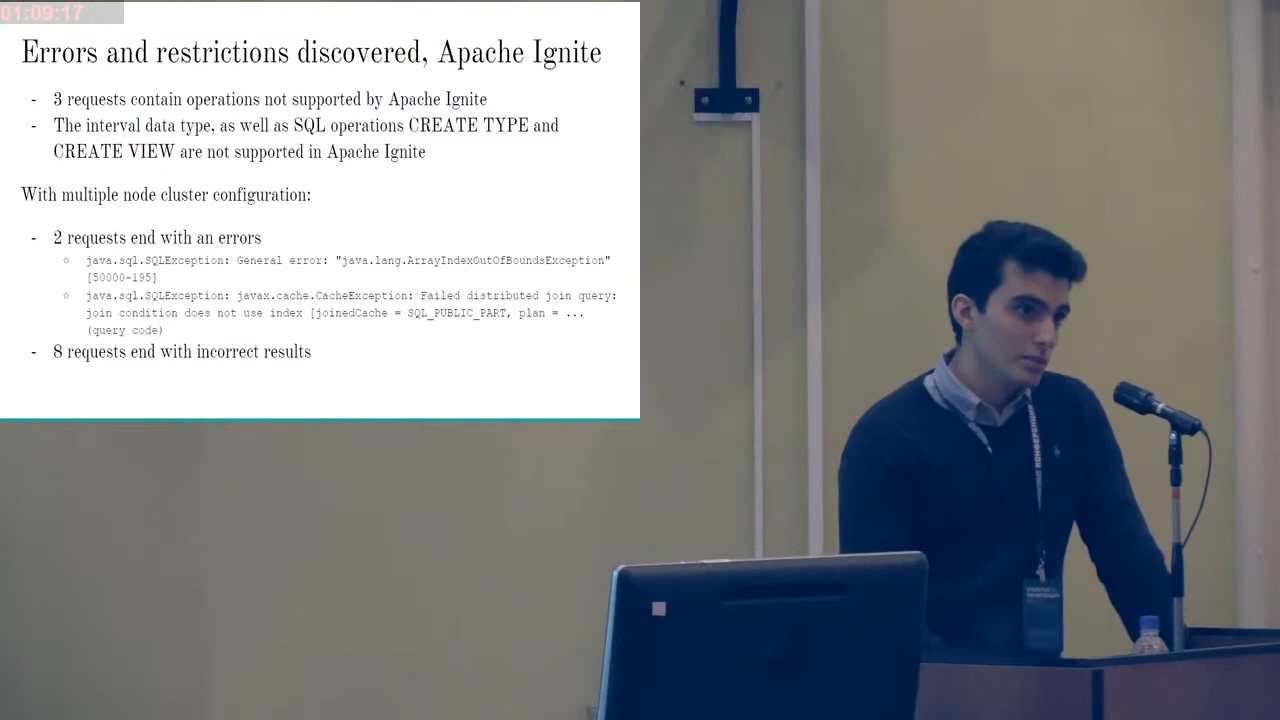 01:09:17
Errors and restrictions discovered, Apache Ignite
- 3 requests contain operations not supported by Apache Ignite
- The interval data type, as well as SQL operations CREATE TYPE and
CREATE VIEW are not supported in Apache Ignite
With multiple node cluster configuration:
- 2 requests end with an errors
○ java.sql.SQLException: General error: "java.lang.ArrayIndexOutOfBoundsException"
[50000-195]
○ java.sql.SQLException: javax.cache.CacheException: Failed distributed join query:
join condition does not use index [joinedCache = SQL_PUBLIC_PART, plan = ...
(query code)
- 8 requests end with incorrect results
КОНФЕРЕНЦИИ